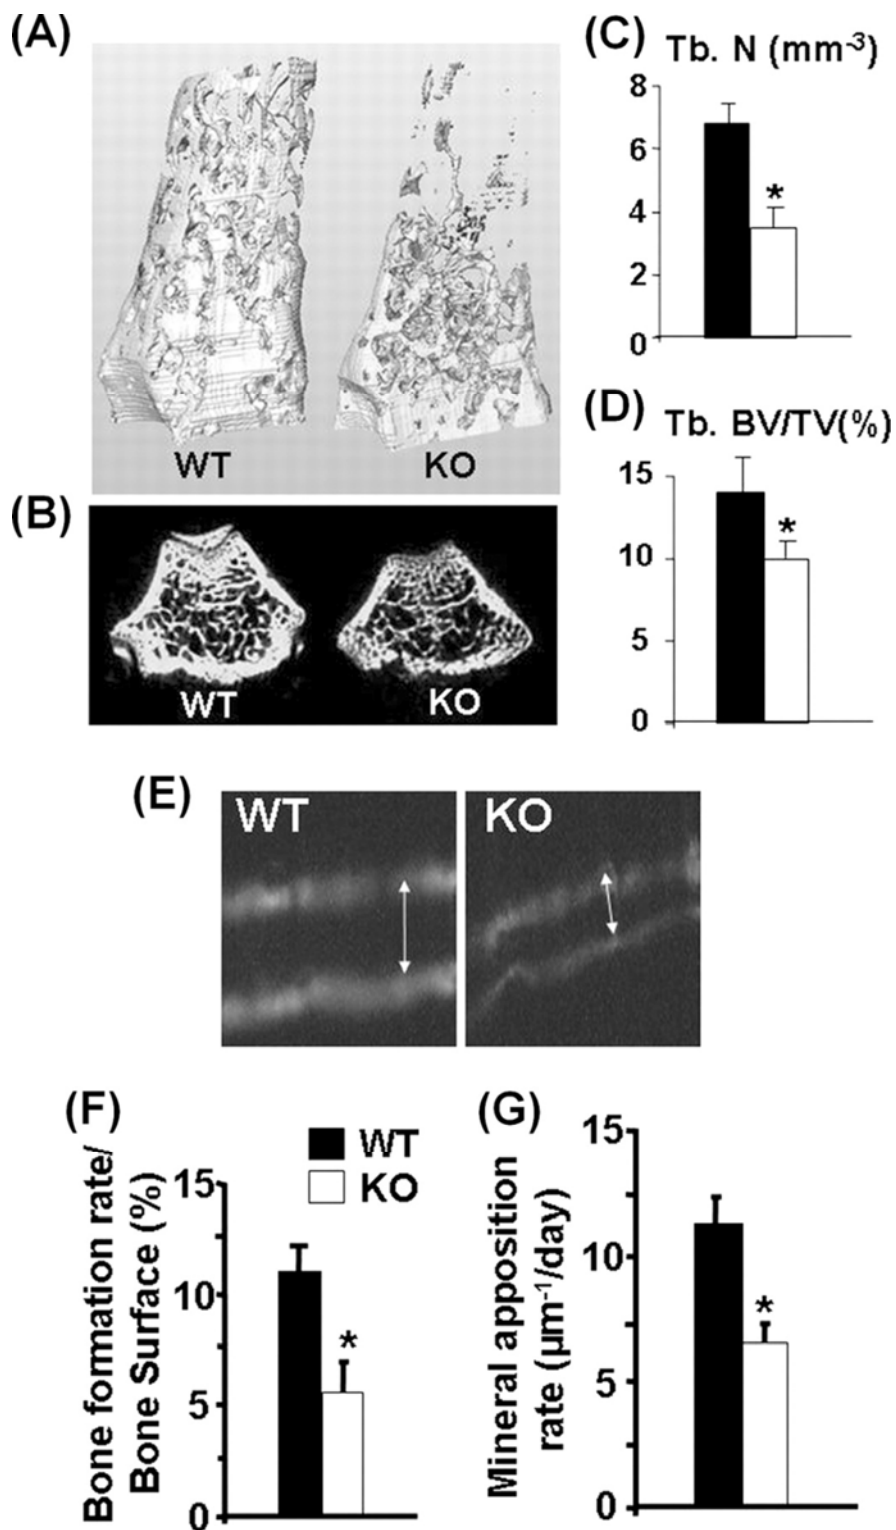 (A)
WT KO
(B)
WT KO
(C) Tb. N (mm⁻³)
8
6
4
2
0
*
(D) Tb. BV/TV(%)
15
10
5
0
*
(E)
WT KO
(F)
Bone formation rate/
Bone Surface (%)
WT
KO
15
10
5
0
*
(G)
Mineral apposition
rate (µm⁻¹/day)
15
10
5
0
*